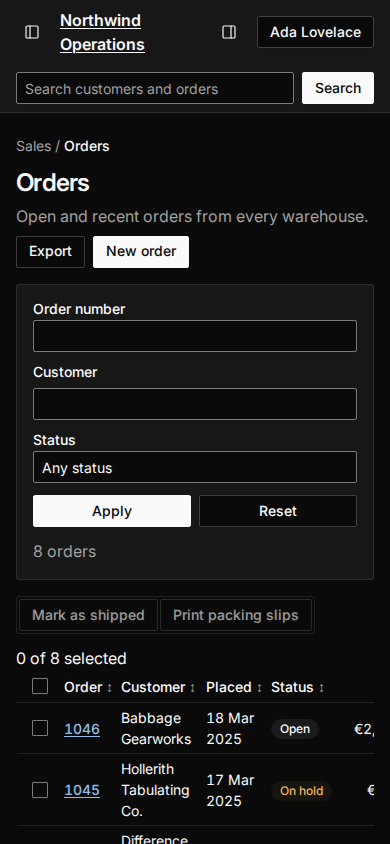 Northwind
Operations
Ada Lovelace
Search customers and orders
Search
Sales / Orders
Orders
Open and recent orders from every warehouse.
Export
New order
Order number
Customer
Status
Any status
Apply
Reset
8 orders
Mark as shipped
Print packing slips
0 of 8 selected
Order ↕ Customer ↕ Placed ↕ Status ↕
1046 Babbage Gearworks 18 Mar 2025 Open €2,
1045 Hollerith Tabulating Co. 17 Mar 2025 On hold €
Difference